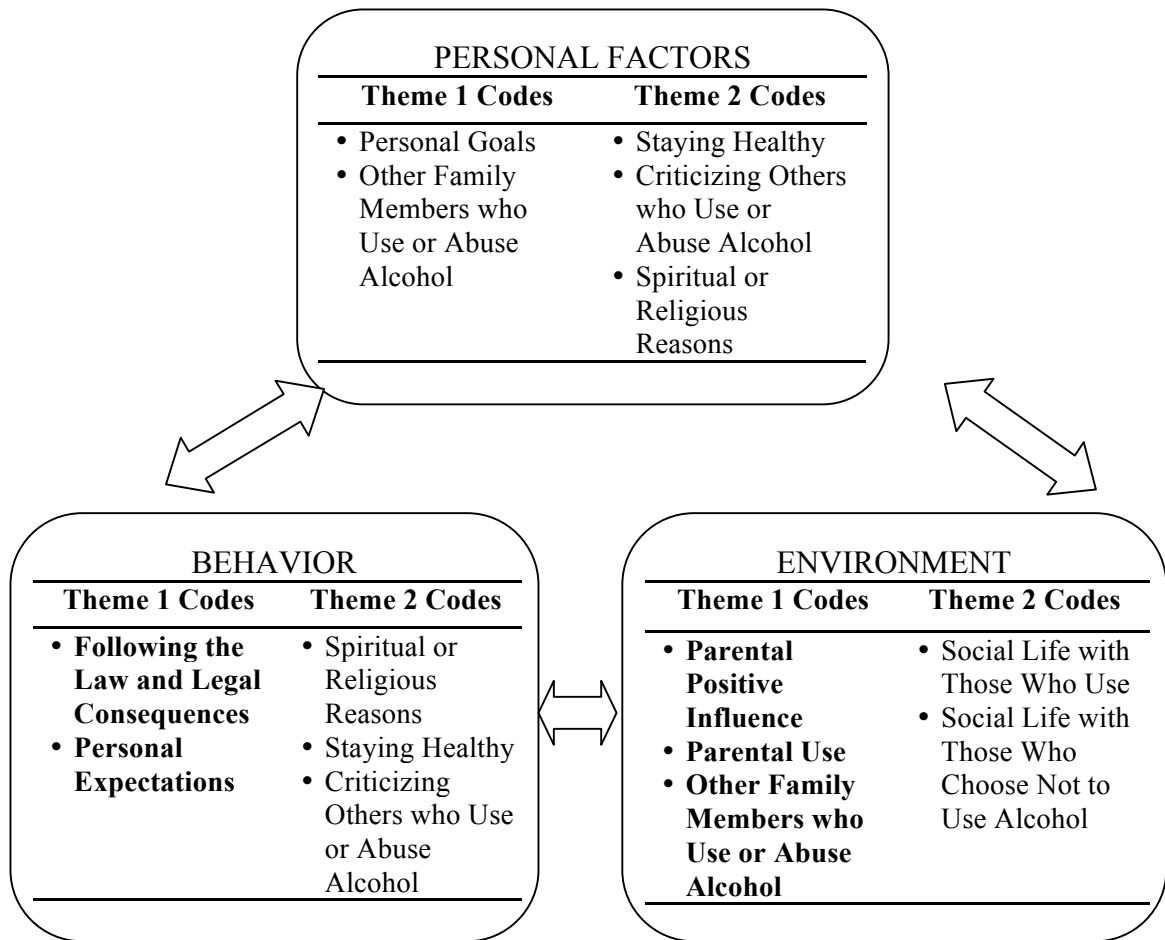 PERSONAL FACTORS
Theme 1 Codes
Theme 2 Codes
• Personal Goals
• Other Family
Members who
Use or Abuse
Alcohol
• Staying Healthy
• Criticizing Others
who Use or
Abuse Alcohol
• Spiritual or
Religious
Reasons
BEHAVIOR
Theme 1 Codes
Theme 2 Codes
• Following the
Law and Legal
Consequences
• Personal
Expectations
• Spiritual or
Religious
Reasons
• Staying Healthy
• Criticizing
Others who Use
or Abuse
Alcohol
ENVIRONMENT
Theme 1 Codes
Theme 2 Codes
• Parental
Positive
Influence
• Parental Use
• Other Family
Members who
Use or Abuse
Alcohol
• Social Life with
Those Who Use
• Social Life with
Those Who
Choose Not to
Use Alcohol